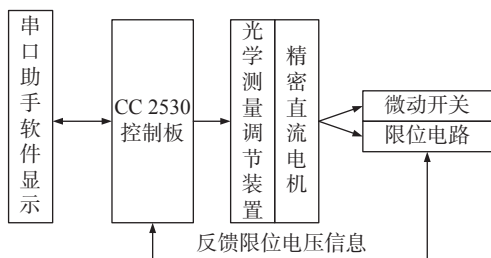 串口助手软件显示
CC 2530
控制板
光学测量调节装置
精密直流电机
微动开关
限位电路
反馈限位电压信息